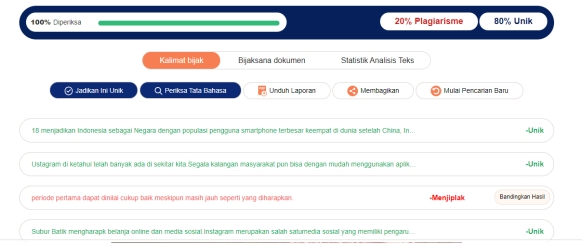 100% Diperiksa
20% Plagiarisme
80% Unik
Kalimat bijak
Bijaksana dokumen
Statistik Analisis Teks
Jadikan Ini Unik
Periksa Tata Bahasa
Unduh Laporan
Membagikan
Mulai Pencarian Baru
18 menjadikan Indonesia sebagai Negara dengan populasi pengguna smartphone terbesar keempat di dunia setelah China, In...
-Unik
Ustagram di ketahui telah banyak ada di sekitar kita.Segala kalangan masyarakat pun bisa dengan mudah menggunakan aplik...
-Unik
periode pertama dapat dinilai cukup baik meskipun masih jauh seperti yang diharapkan.
-Menjiplak
Bandingkan Hasil
Subur Batik mengharapk belanja online dan media sosial.Instagram merupakan salah satumedia sosial yang memiliki pengaru...
-Unik